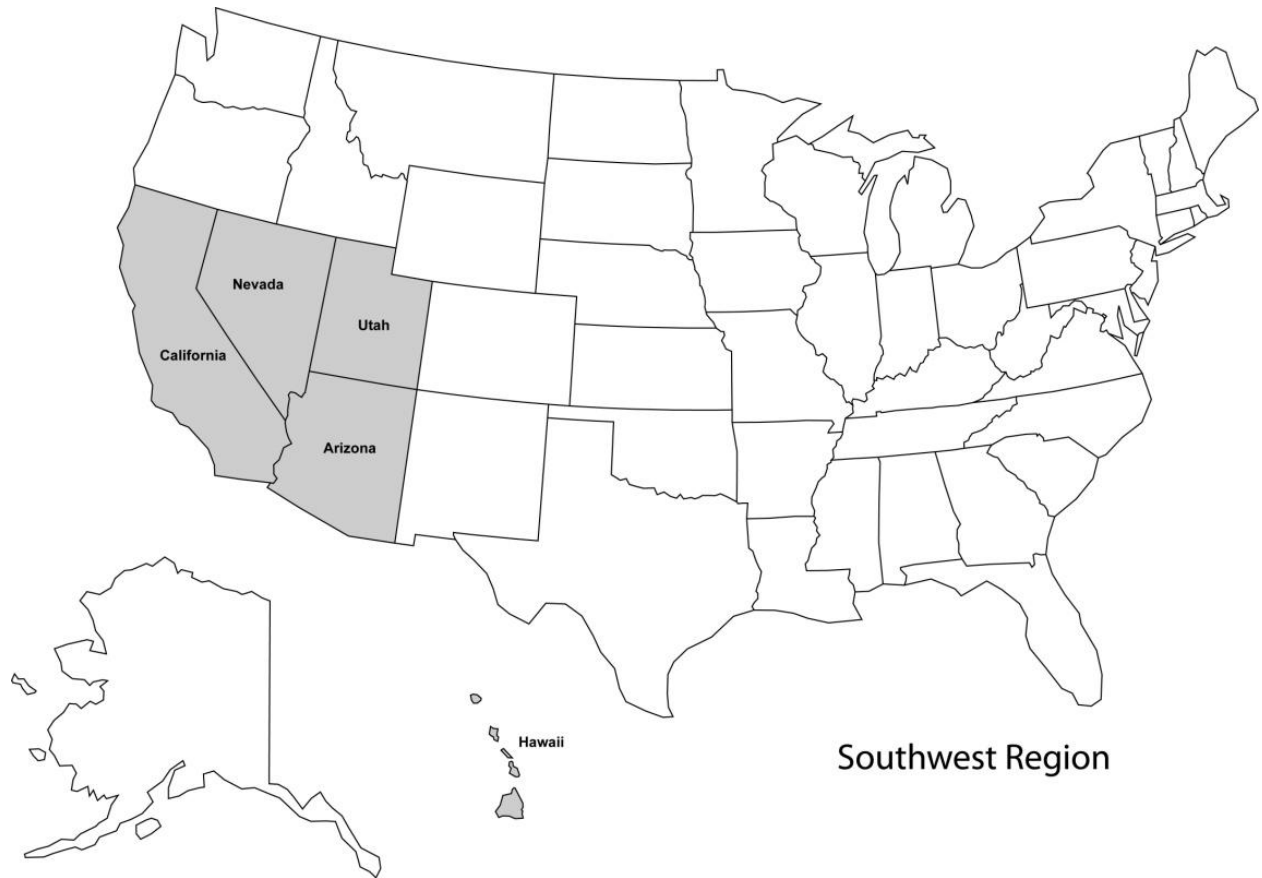 Nevada
Utah
California
Arizona
Hawaii
Southwest Region